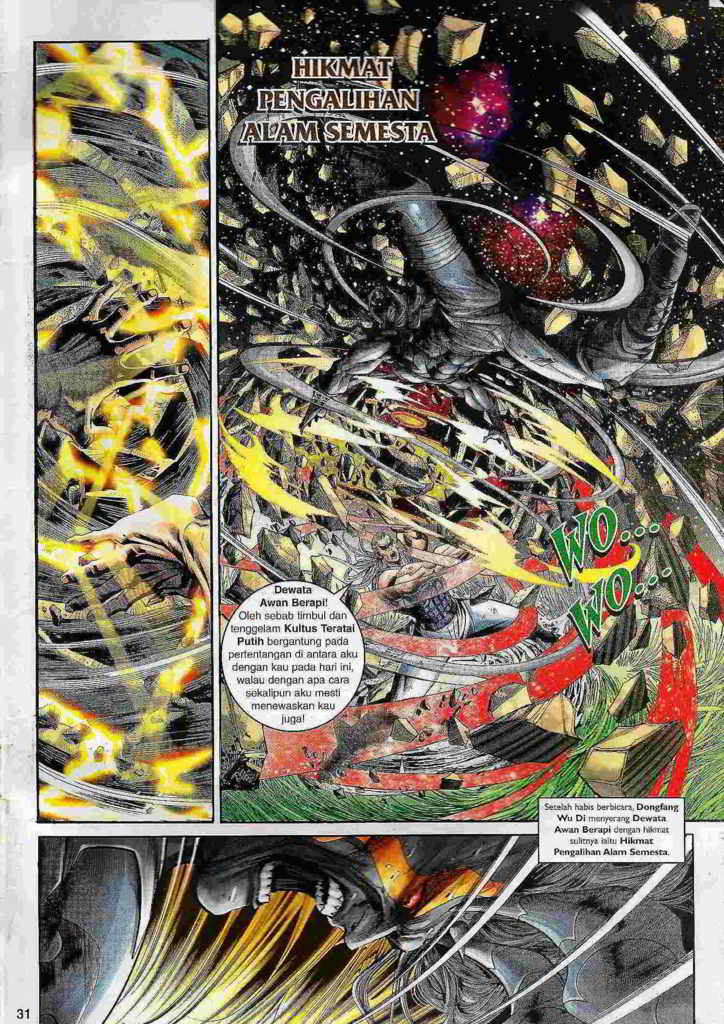 HIKMAT
PENGALIHAN
ALAM SEMESTA
WO...
WO...
Dewata
Awan Berapi!
Oleh sebab timbul dan
tenggelam Kultus Teratai
Putih bergantung pada
pertentangan di antara aku
dengan kau pada hari ini,
walau dengan apa cara
sekalipun aku mesti
menewaskan kau
juga!
Setelah habis berbicara, Dongfang
Wu Di menyerang Dewata
Awan Berapi dengan hikmat
sulitnya iaitu Hikmat
Pengalihan Alam Semesta.
31